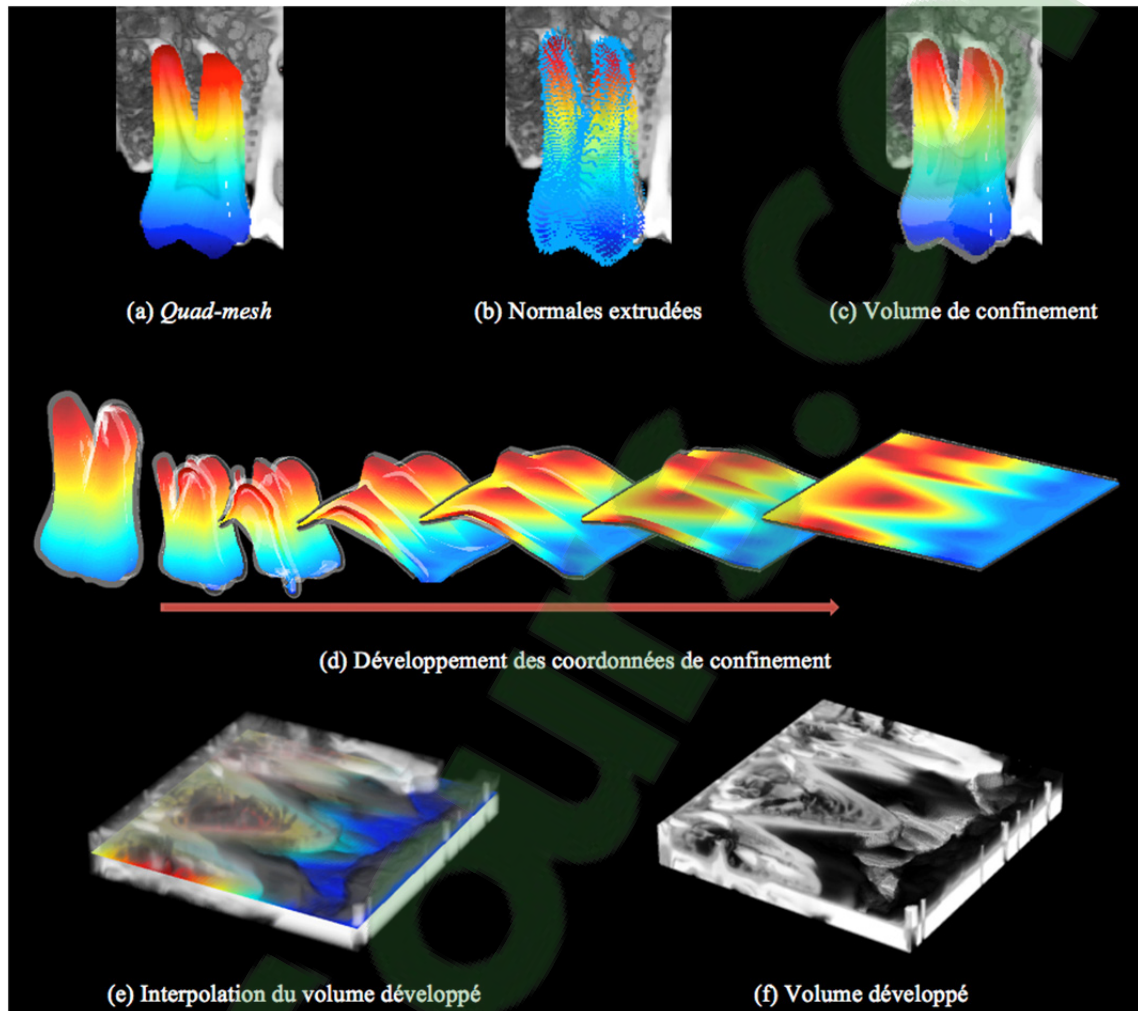 (a) Quad-mesh
(b) Normales extrudées
(c) Volume de confinement
(d) Développement des coordonnées de confinement
(e) Interpolation du volume développé
(f) Volume développé